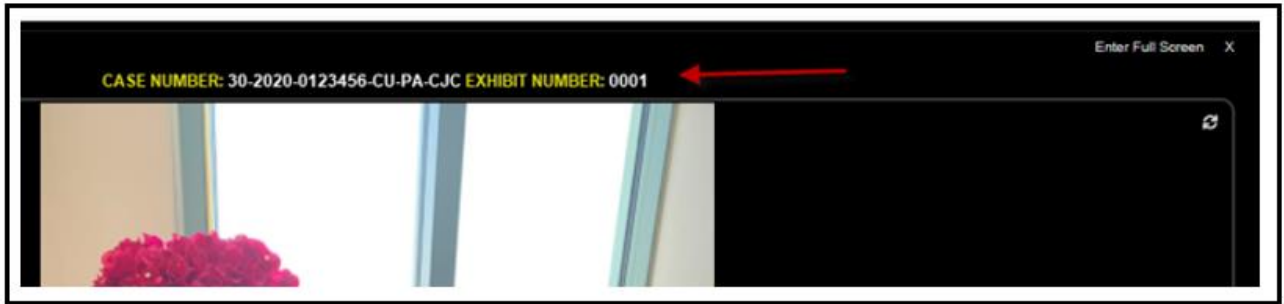 Enter Full Screen X
CASE NUMBER: 30-2020-0123456-CU-PA-CJC EXHIBIT NUMBER: 0001